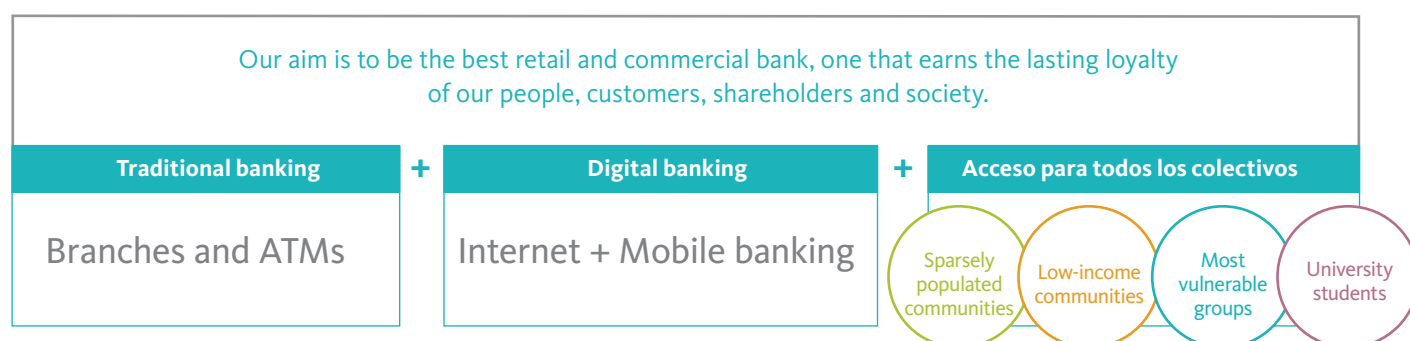 Our aim is to be the best retail and commercial bank, one that earns the lasting loyalty
of our people, customers, shareholders and society.
Traditional banking
+
Digital banking
+
Acceso para todos los colectivos
Branches and ATMs
Internet + Mobile banking
Sparsely
populated
communities
Low-income
communities
Most
vulnerable
groups
University
students